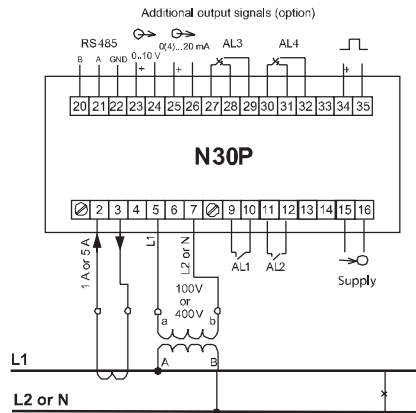 Additional output signals (option)
RS 485
B A GND
0..10 V
0(4)...20 mA
AL3
AL4
+ + +
20 21 22 23 24 25 26 27 28 29 30 31 32 33 34 35
N30P
2 3 4 5 6 7 9 10 11 12 13 14 15 16
1 A or 5 A
L1
L2 or N
AL1
AL2
Supply
100V
or
400V
a b
A B
L1
L2 or N